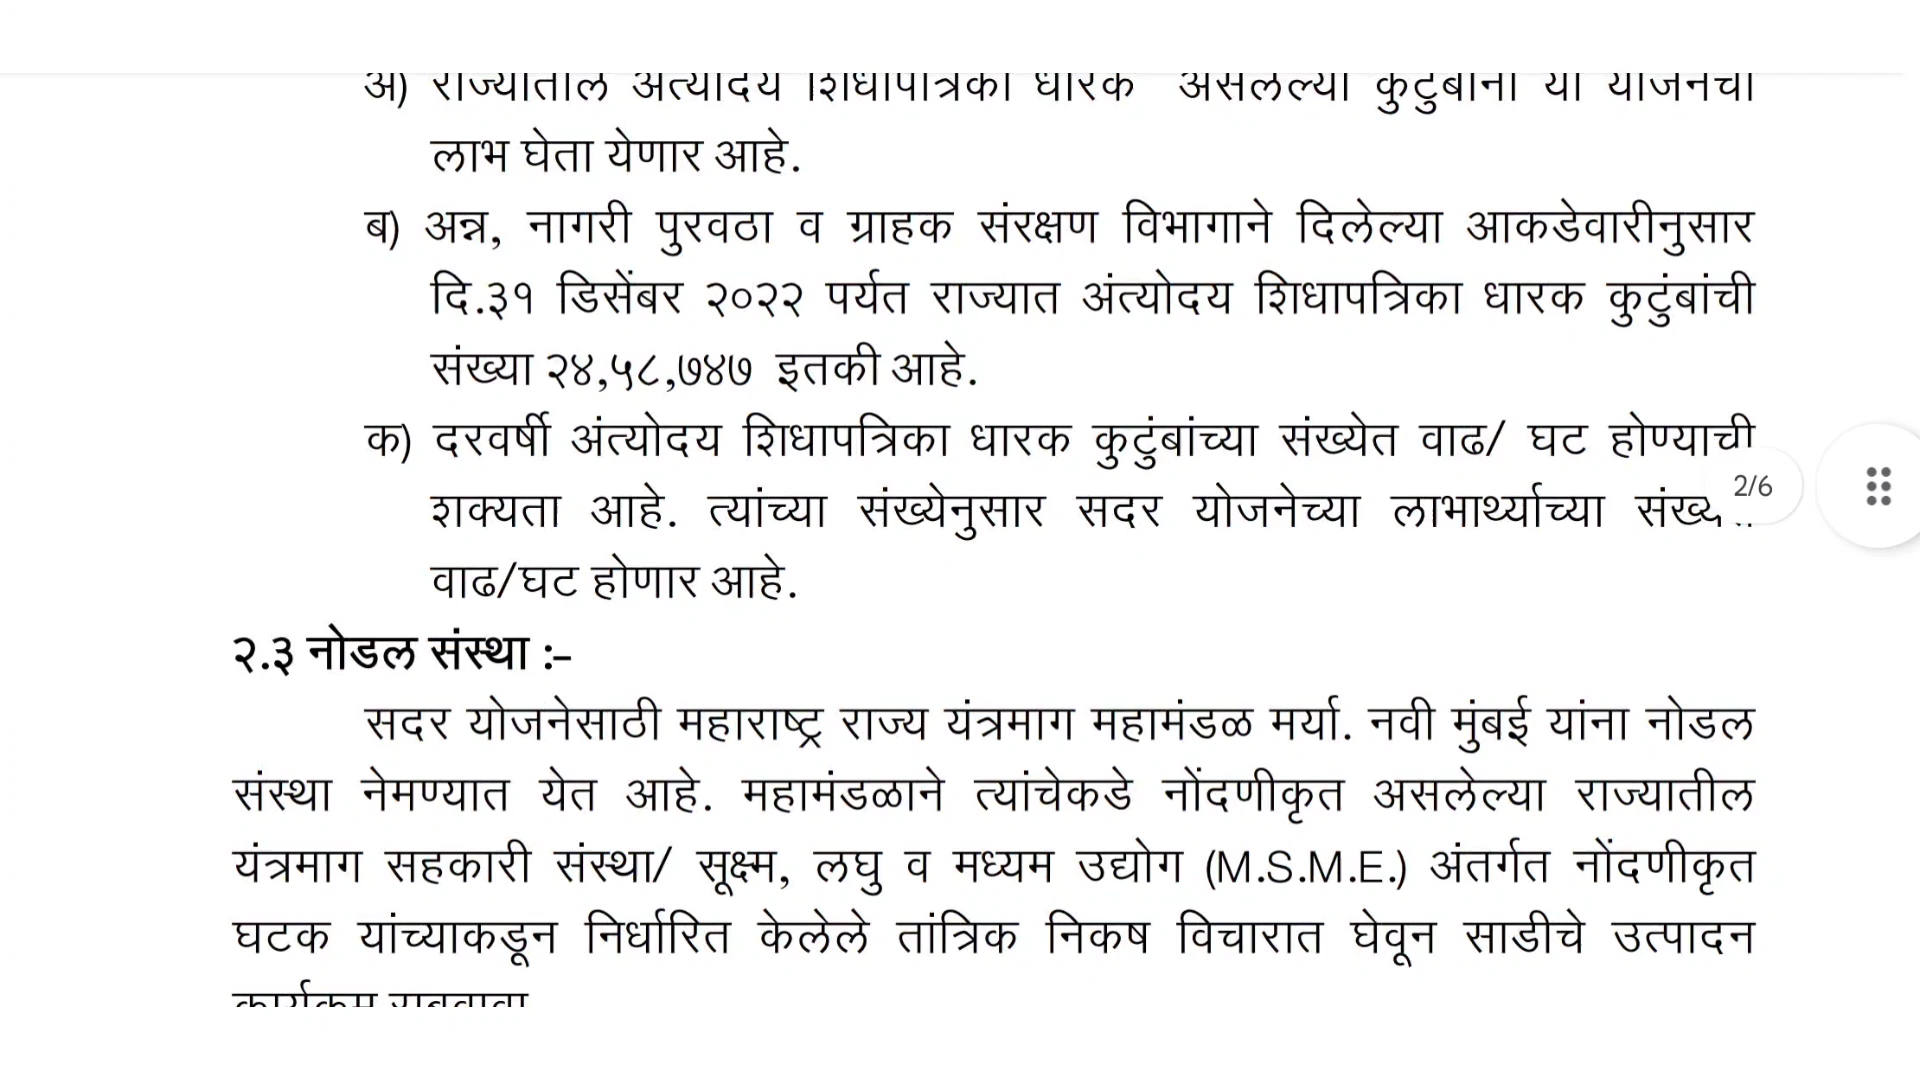 अ) राज्यातील अंत्योदय शिधापत्रिका धारक असलेल्या कुटुंबांना या योजनेचा
लाभ घेता येणार आहे.
ब) अन्न, नागरी पुरवठा व ग्राहक संरक्षण विभागाने दिलेल्या आकडेवारीनुसार
दि.३१ डिसेंबर २०२२ पर्यत राज्यात अंत्योदय शिधापत्रिका धारक कुटुंबांची
संख्या २४,५८,७४७ इतकी आहे.
क) दरवर्षी अंत्योदय शिधापत्रिका धारक कुटुंबांच्या संख्येत वाढ/ घट होण्याची
2/6
शक्यता आहे. त्यांच्या संख्येनुसार सदर योजनेच्या लाभार्थ्याच्या
वाढ/घट होणार आहे.
२.३ नोडल संस्था :–
सदर योजनेसाठी महाराष्ट्र राज्य यंत्रमाग महामंडळ मर्या. नवी मुंबई यांना नोडल
संस्था नेमण्यात येत आहे. महामंडळाने त्यांचेकडे नोंदणीकृत असलेल्या राज्यातील
यंत्रमाग सहकारी संस्था/ सूक्ष्म, लघु व मध्यम उद्योग (M.S.M.E.) अंतर्गत नोंदणीकृत
घटक यांच्याकडून निर्धारित केलेले तांत्रिक निकष विचारात घेवून साडीचे उत्पादन